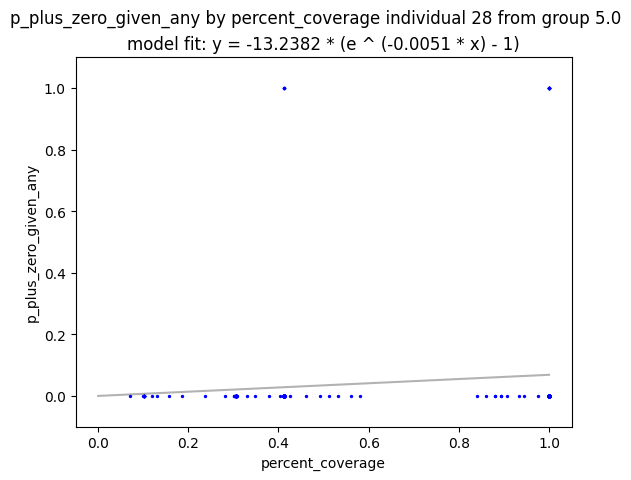 p_plus_zero_given_any by percent_coverage individual 28 from group 5.0
model fit: y = -13.2382 * (e ^ (-0.0051 * x) - 1)
1.0
0.8
0.6
0.4
0.2
0.0
p_plus_zero_given_any
0.0 0.2 0.4 0.6 0.8 1.0
percent_coverage